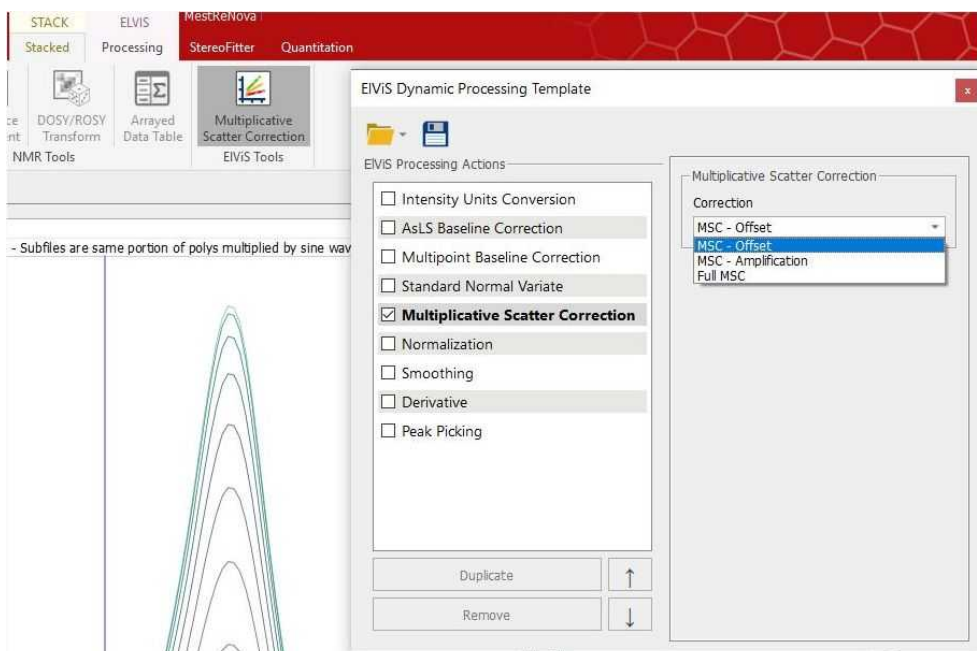 STACK ELVIS MestReNova
Stacked Processing StereoFitter Quantitation
DOSY/ROSY
Transform
Arrayed
Data Table
Multiplicative
Scatter Correction
NMR Tools
ElViS Tools
- Subfiles are same portion of polys multiplied by sine wav
ElViS Dynamic Processing Template
x
ElViS Processing Actions
Intensity Units Conversion
AsLS Baseline Correction
Multipoint Baseline Correction
Standard Normal Variate
Multiplicative Scatter Correction
Normalization
Smoothing
Derivative
Peak Picking
Duplicate
Remove
Multiplicative Scatter Correction
Correction
MSC - Offset
MSC - Offset
MSC - Amplification
Full MSC